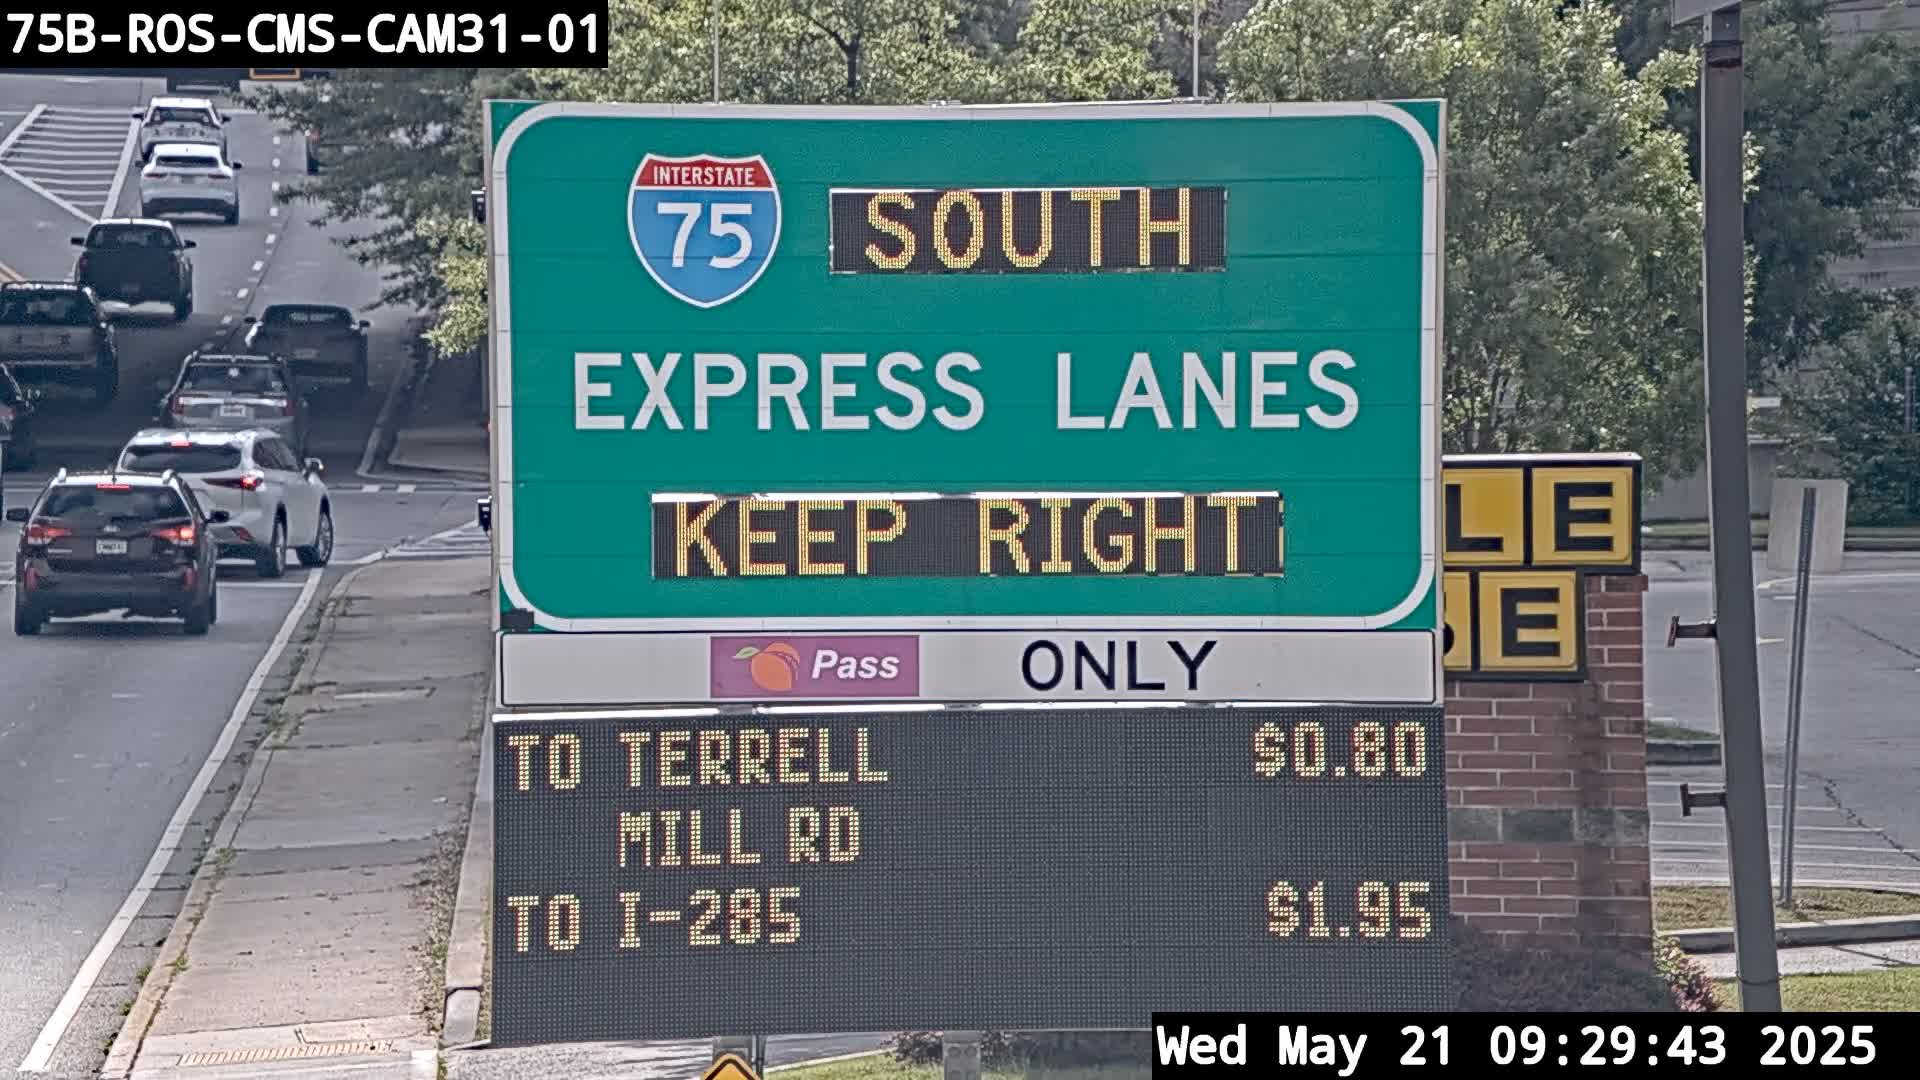 75B-ROS-CMS-CAM31-01
INTERSTATE
75
SOUTH
EXPRESS LANES
KEEP RIGHT
Pass ONLY
TO TERRELL $0.80
MILL RD
TO I-285 $1.95
LE
E
Wed May 21 09:29:43 2025